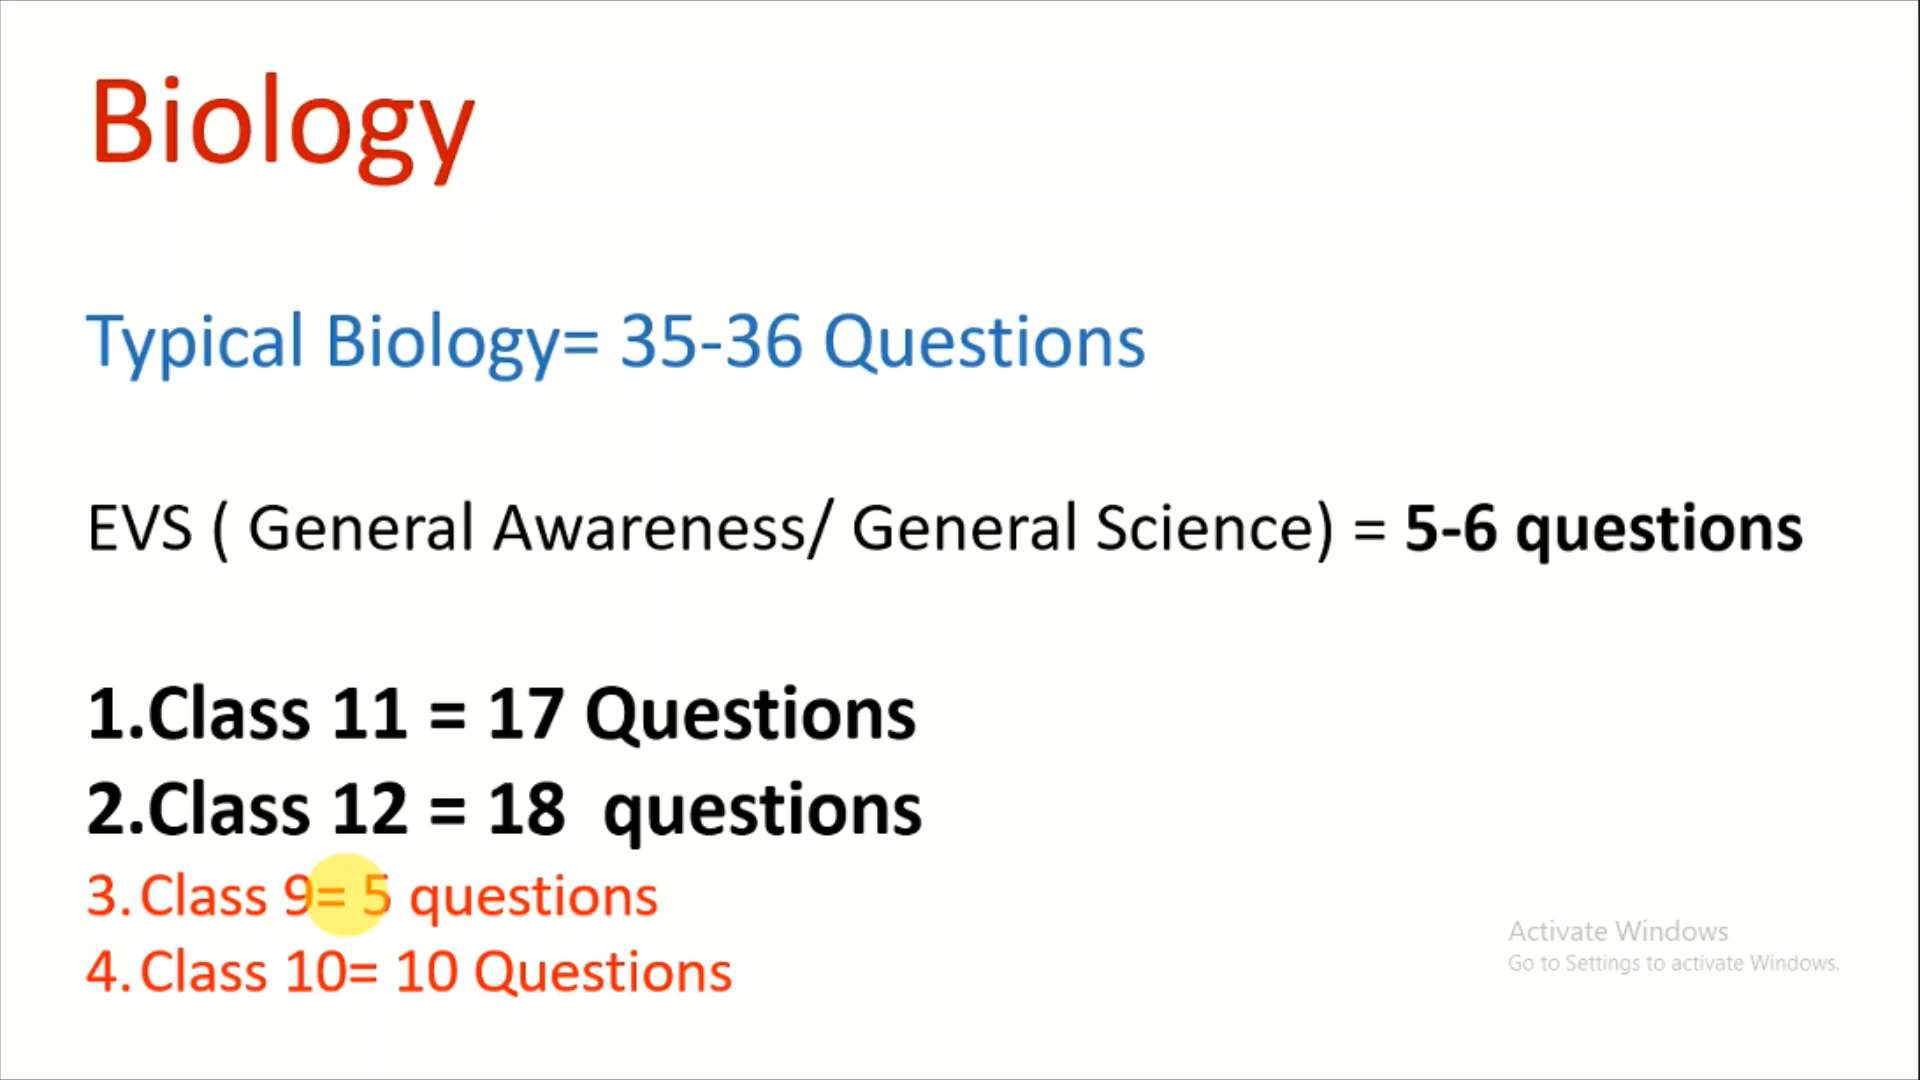 Biology
Typical Biology= 35-36 Questions
EVS ( General Awareness/ General Science) = 5-6 questions
1.Class 11 = 17 Questions
2.Class 12 = 18 questions
3. Class 9= 5 questions
4. Class 10= 10 Questions
Activate Windows
Go to Settings to activate Windows.